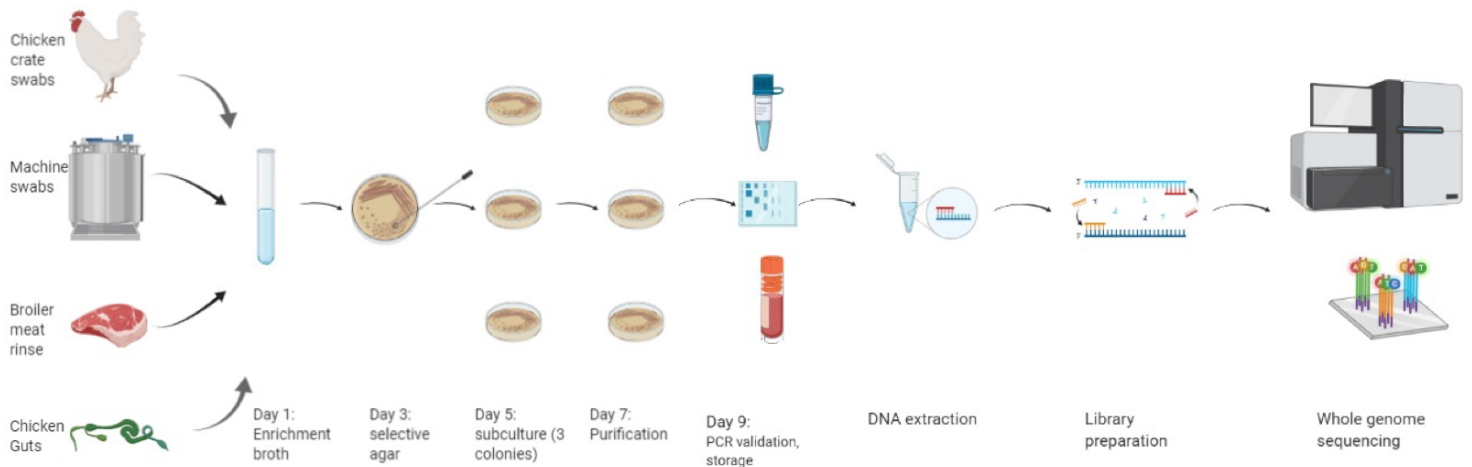 Chicken
crate
swabs
Machine
swabs
Broiler
meat
rinse
Chicken
Guts
Day 1:
Enrichment
broth
Day 3:
selective
agar
Day 5:
subculture (3
colonies)
Day 7:
Purification
Day 9:
PCR validation,
storage
DNA extraction
Library
preparation
Whole genome
sequencing